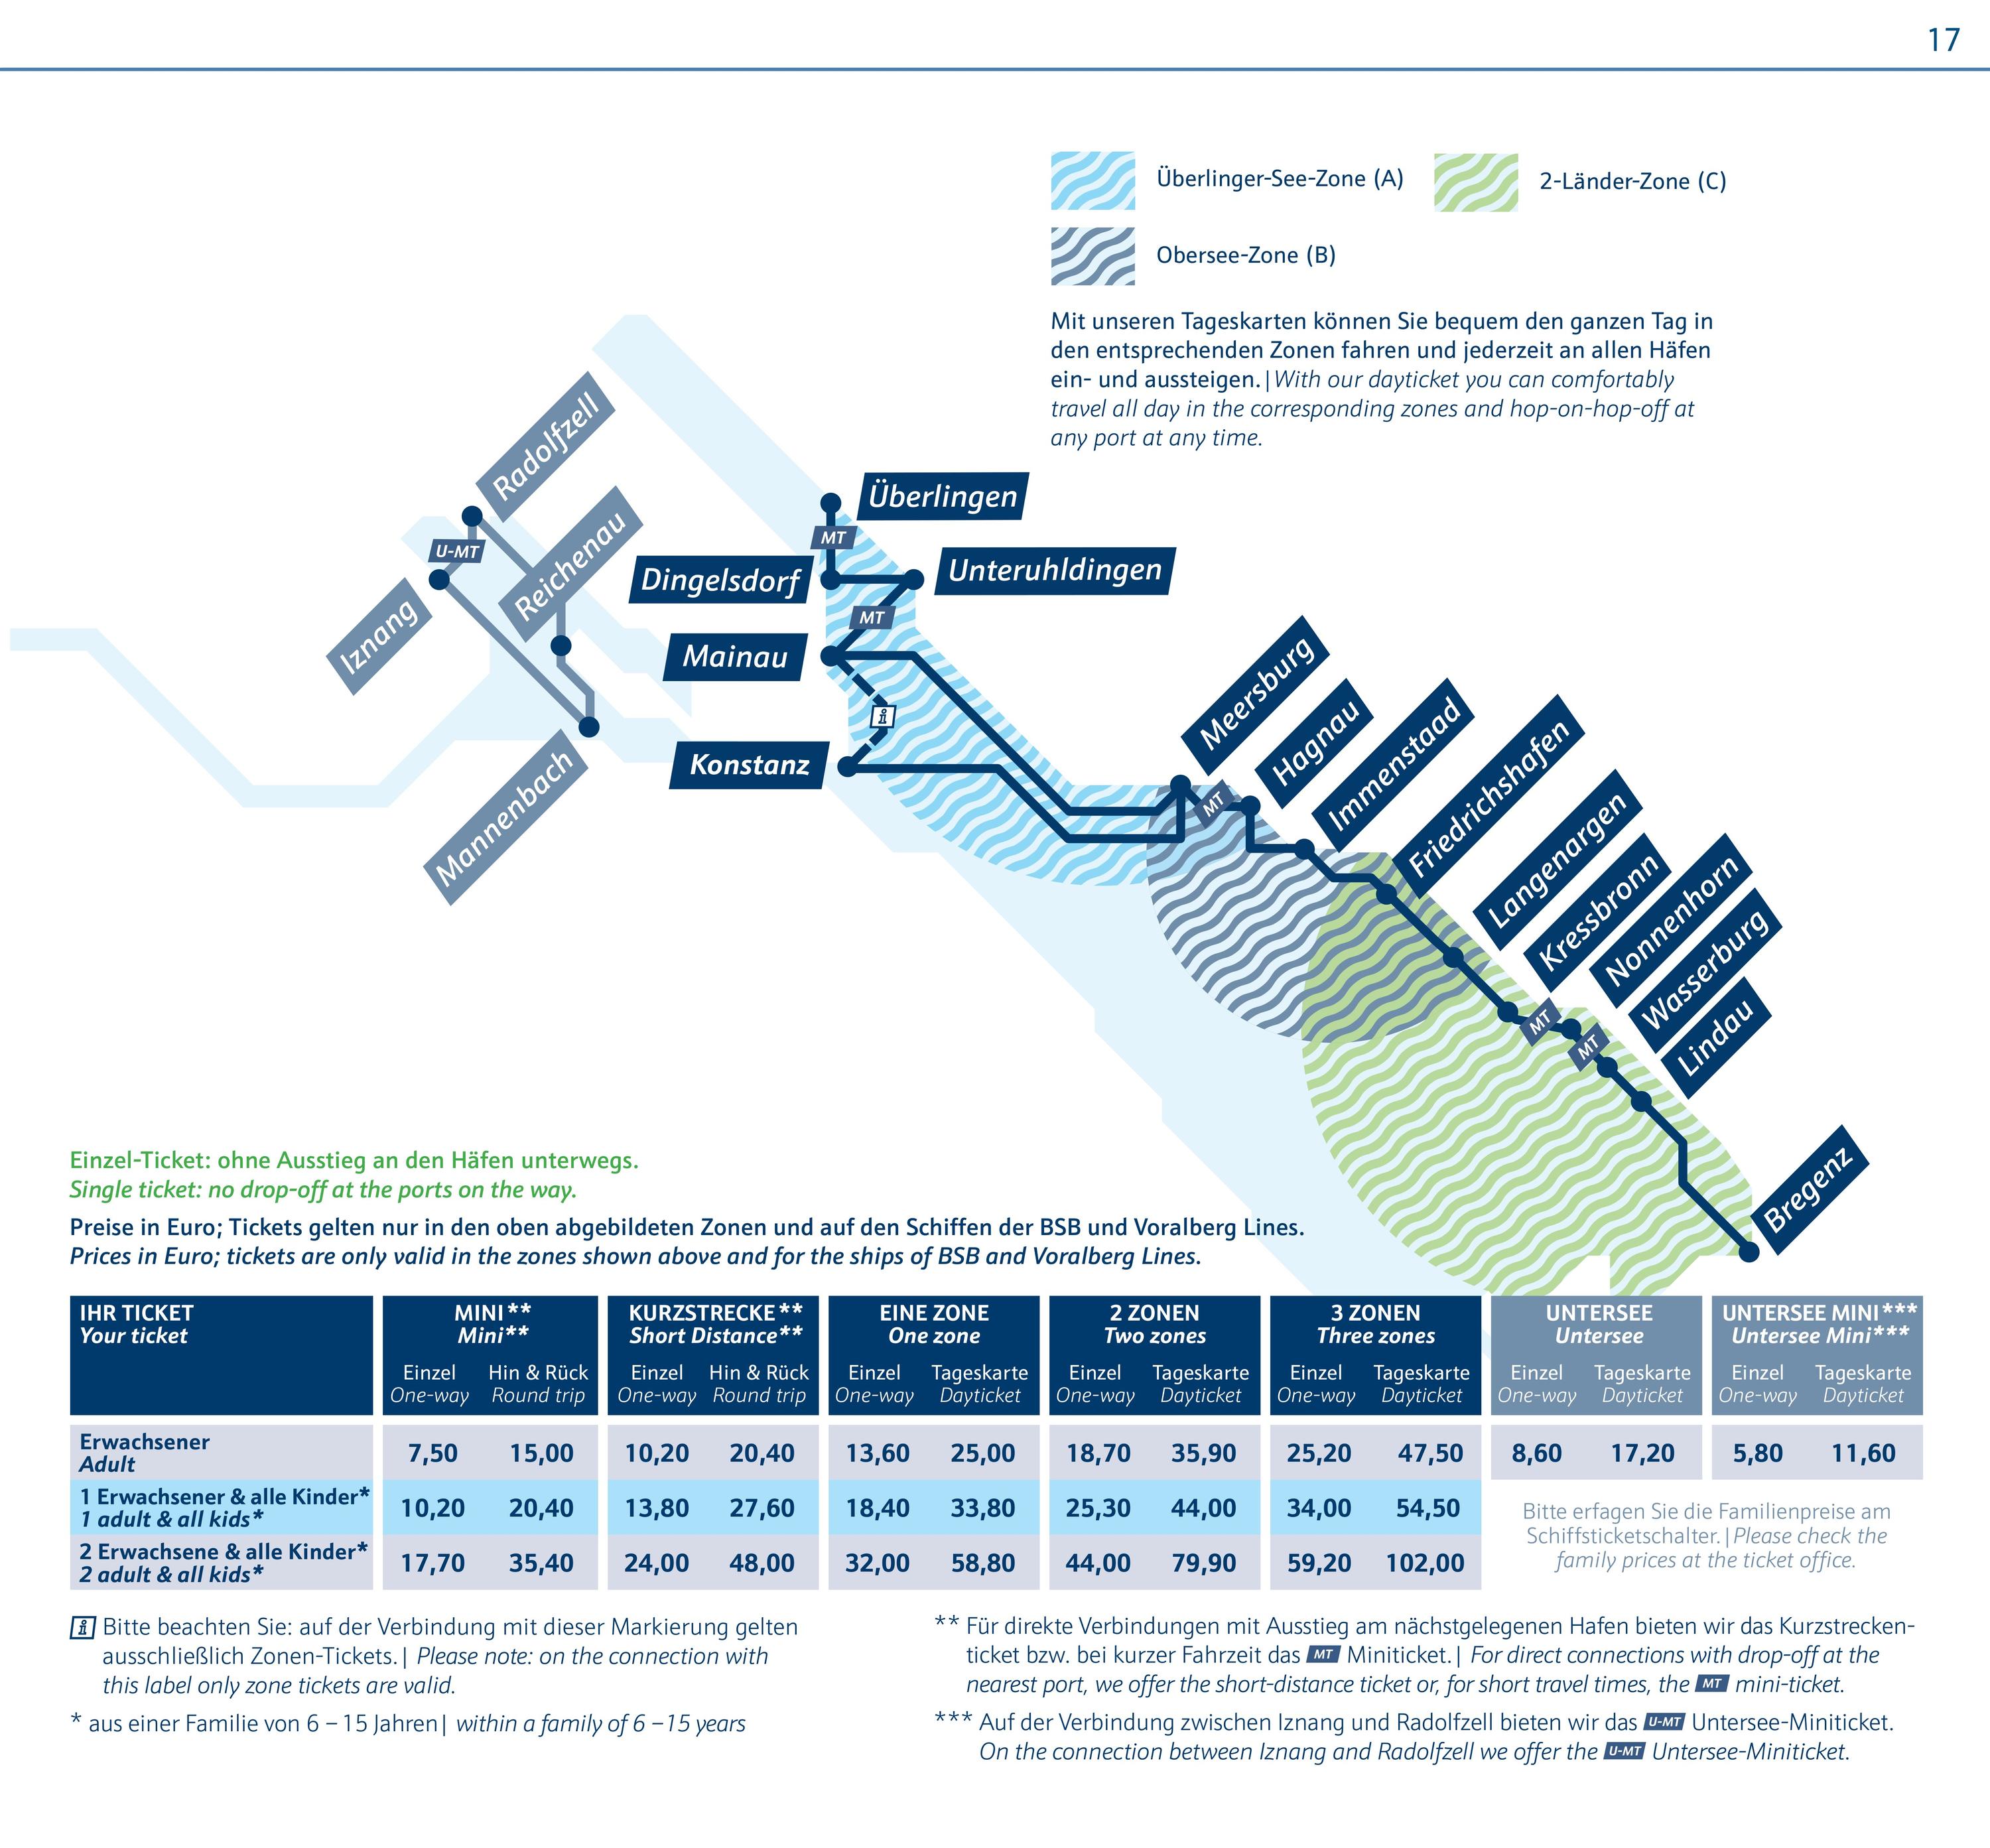 17
Überlinger-See-Zone (A)
2-Länder-Zone (C)
Obersee-Zone (B)
Mit unseren Tageskarten können Sie bequem den ganzen Tag in
den entsprechenden Zonen fahren und jederzeit an allen Häfen
ein- und aussteigen. | With our dayticket you can comfortably
travel all day in the corresponding zones and hop-on-hop-off at
any port at any time.
Radolfzell
U-MT
Reichenau
Iznang
Mannenbach
Überlingen
MT
Dingelsdorf
Unteruhldingen
MT
Mainau
i
Konstanz
Meersburg
MT
Hagnau
Immenstaad
Friedrichshafen
Langenargen
Kressbronn
MT
Nonnenhorn
MT
Wasserburg
Lindau
Bregenz
Einzel-Ticket: ohne Ausstieg an den Häfen unterwegs.
Single ticket: no drop-off at the ports on the way.
Preise in Euro; Tickets gelten nur in den oben abgebildeten Zonen und auf den Schiffen der BSB und Voralberg Lines.
Prices in Euro; tickets are only valid in the zones shown above and for the ships of BSB and Voralberg Lines.
IHR TICKET MINI** KURZSTRECKE** EINE ZONE 2 ZONEN 3 ZONEN UNTERSEE UNTERSEE MINI***
Your ticket Mini** Short Distance** One zone Two zones Three zones Untersee Untersee Mini***
Einzel Hin & Rück Einzel Hin & Rück Einzel Tageskarte Einzel Tageskarte Einzel Tageskarte Einzel Tageskarte Einzel Tageskarte
One-way Round trip One-way Round trip One-way Dayticket One-way Dayticket One-way Dayticket One-way Dayticket One-way Dayticket
Erwachsener
Adult
7,50 15,00 10,20 20,40 13,60 25,00 18,70 35,90 25,20 47,50 8,60 17,20 5,80 11,60
1 Erwachsener & alle Kinder*
1 adult & all kids*
10,20 20,40 13,80 27,60 18,40 33,80 25,30 44,00 34,00 54,50
2 Erwachsene & alle Kinder*
2 adult & all kids*
17,70 35,40 24,00 48,00 32,00 58,80 44,00 79,90 59,20 102,00
Bitte erfagen Sie die Familienpreise am
Schiffsticketschalter. | Please check the
family prices at the ticket office.
i Bitte beachten Sie: auf der Verbindung mit dieser Markierung gelten
ausschließlich Zonen-Tickets. | Please note: on the connection with
this label only zone tickets are valid.
* aus einer Familie von 6 – 15 Jahren | within a family of 6 – 15 years
** Für direkte Verbindungen mit Ausstieg am nächstgelegenen Hafen bieten wir das Kurzstrecken-
ticket bzw. bei kurzer Fahrzeit das MT Miniticket. | For direct connections with drop-off at the
nearest port, we offer the short-distance ticket or, for short travel times, the MT mini-ticket.
*** Auf der Verbindung zwischen Iznang und Radolfzell bieten wir das U-MT Untersee-Miniticket.
On the connection between Iznang and Radolfzell we offer the U-MT Untersee-Miniticket.